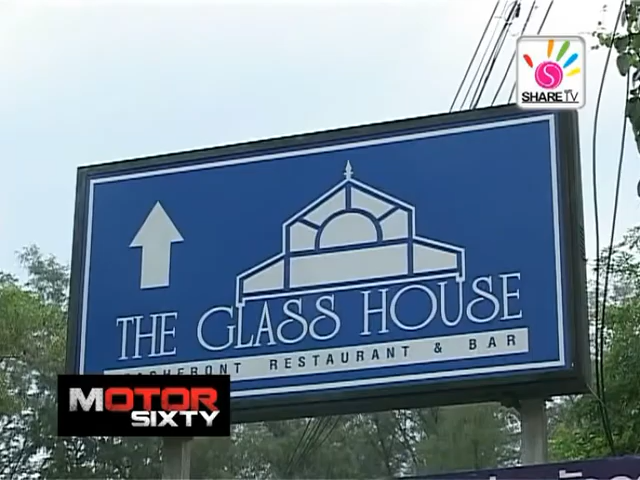 SHARE TV
THE GLASS HOUSE
RESTAURANT & BAR
MOTOR
SIXTY